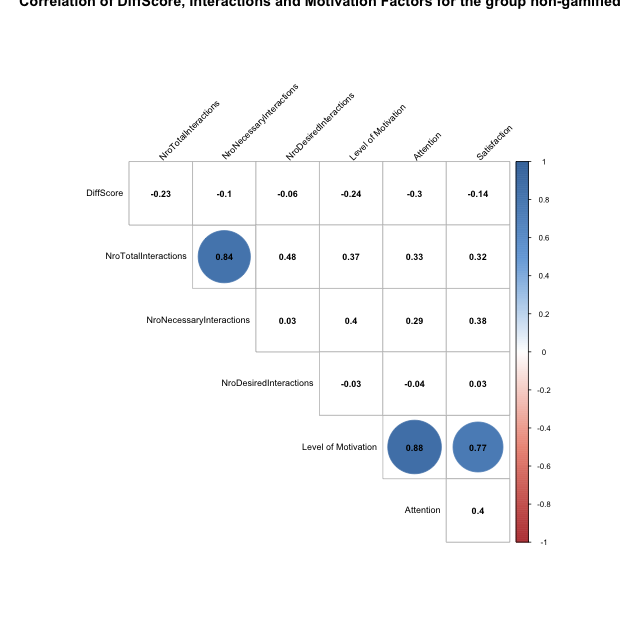 Correlation of DiffScore, Interactions and Motivation Factors for the group non-gamified
NroTotalInteractions
NroNecessaryInteractions
NroDesiredInteractions
Level of Motivation
Attention
Satisfaction
1
DiffScore -0.23 -0.1 -0.06 -0.24 -0.3 -0.14
0.8
NroTotalInteractions 0.84 0.48 0.37 0.33 0.32
0.6
0.4
NroNecessaryInteractions 0.03 0.4 0.29 0.38
0.2
0
NroDesiredInteractions -0.03 -0.04 0.03
-0.2
-0.4
Level of Motivation 0.88 0.77
-0.6
-0.8
Attention 0.4
-1